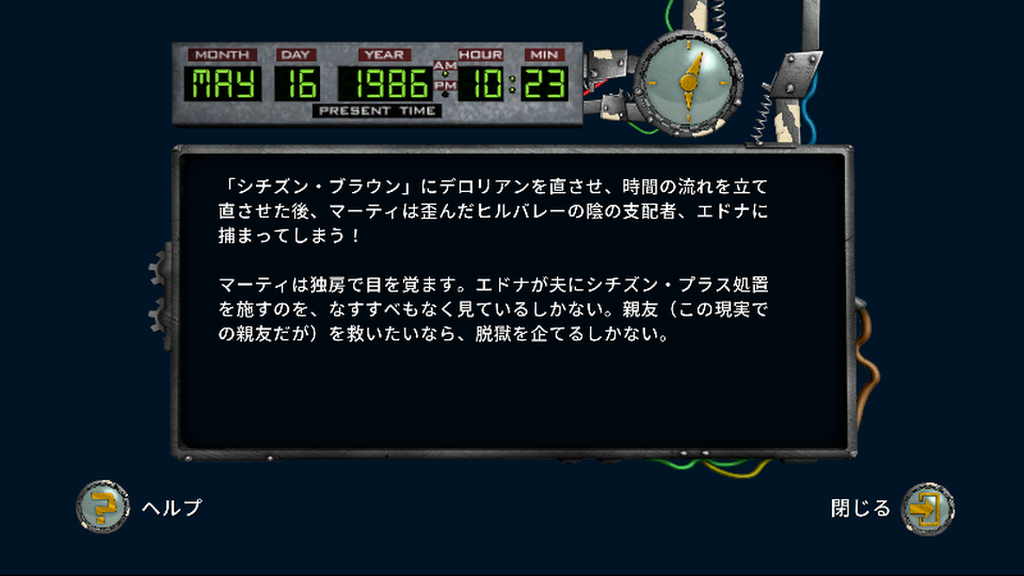 MONTH DAY YEAR HOUR MIN
AM
PM
MAY 16 1986 10:23
PRESENT TIME
「シチズン・ブラウン」にデロリアンを直させ、時間の流れを立て
直させた後、マーティは歪んだヒルバレーの陰の支配者、エドナに
捕まってしまう！
マーティは独房で目を覚ます。エドナが夫にシチズン・プラス処置
を施すのを、なすすべもなく見ているしかない。親友（この現実で
の親友だが）を救いたいなら、脱獄を企てるしかない。
ヘルプ
閉じる